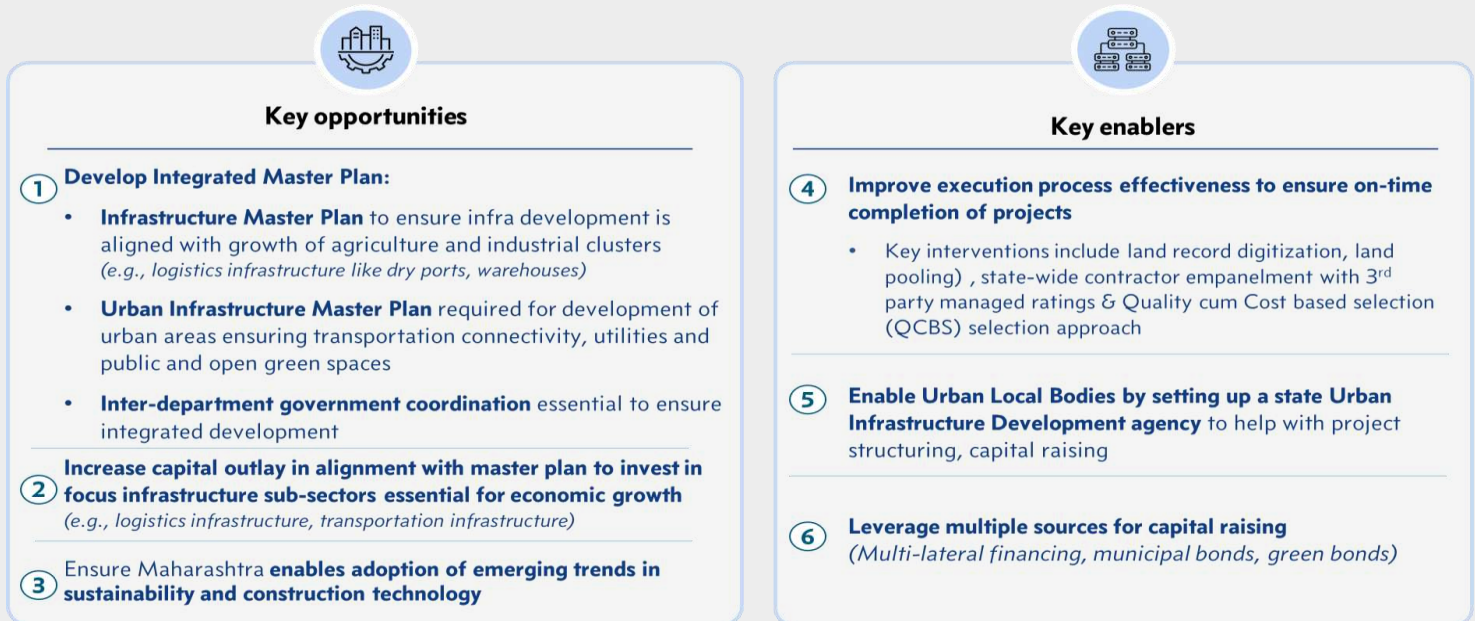 Key opportunities
1
Develop Integrated Master Plan:
• Infrastructure Master Plan to ensure infra development is
aligned with growth of agriculture and industrial clusters
(e.g., logistics infrastructure like dry ports, warehouses)
• Urban Infrastructure Master Plan required for development of
urban areas ensuring transportation connectivity, utilities and
public and open green spaces
• Inter-department government coordination essential to ensure
integrated development
2
Increase capital outlay in alignment with master plan to invest in
focus infrastructure sub-sectors essential for economic growth
(e.g., logistics infrastructure, transportation infrastructure)
3
Ensure Maharashtra enables adoption of emerging trends in
sustainability and construction technology
Key enablers
4
Improve execution process effectiveness to ensure on-time
completion of projects
• Key interventions include land record digitization, land
pooling) , state-wide contractor empanelment with 3rd
party managed ratings & Quality cum Cost based selection
(QCBS) selection approach
5
Enable Urban Local Bodies by setting up a state Urban
Infrastructure Development agency to help with project
structuring, capital raising
6
Leverage multiple sources for capital raising
(Multi-lateral financing, municipal bonds, green bonds)